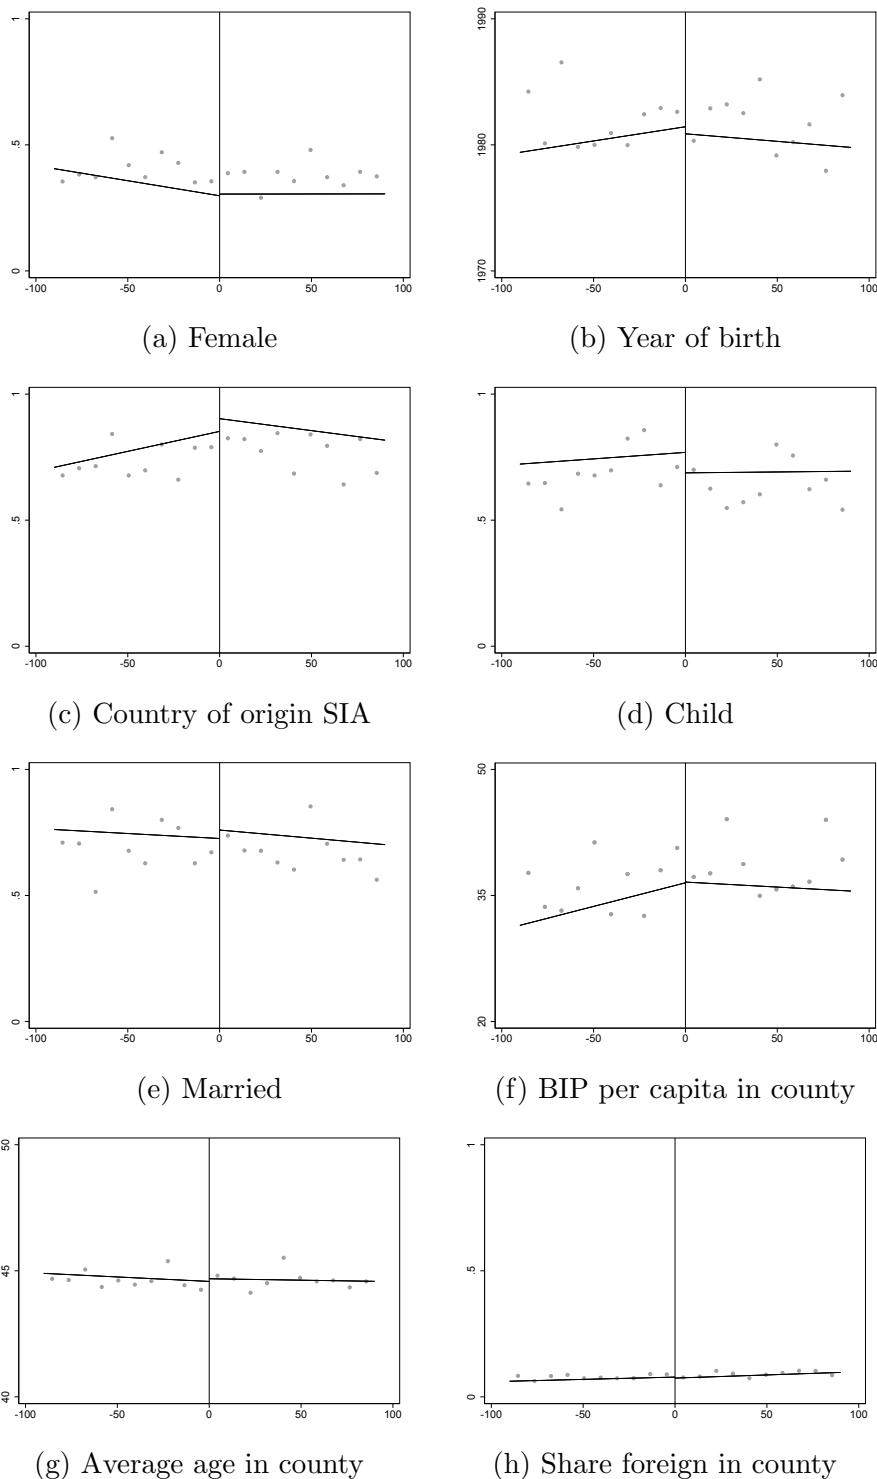 1
.5
0
-100 -50 0 50 100
(a) Female
1990
1980
1970
-100 -50 0 50 100
(b) Year of birth
1
.5
0
-100 -50 0 50 100
(c) Country of origin SIA
1
.5
0
-100 -50 0 50 100
(d) Child
1
.5
0
-100 -50 0 50 100
(e) Married
50
35
20
-100 -50 0 50 100
(f) BIP per capita in county
50
45
40
-100 -50 0 50 100
(g) Average age in county
1
.5
0
-100 -50 0 50 100
(h) Share foreign in county